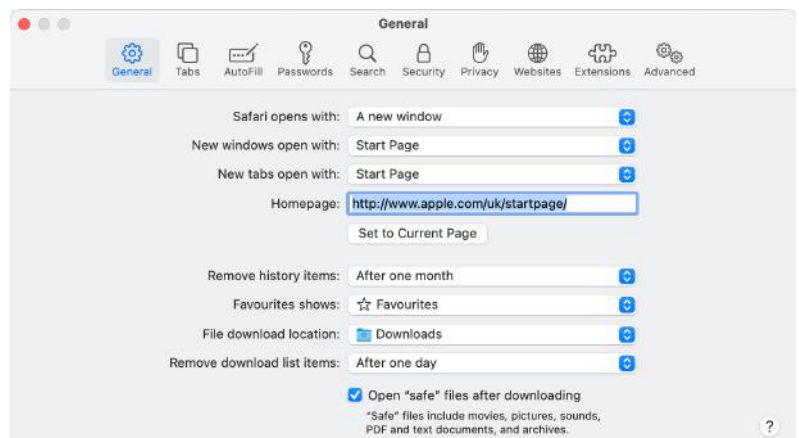 General
General Tabs AutoFill Passwords Search Security Privacy Websites Extensions Advanced
Safari opens with: A new window
New windows open with: Start Page
New tabs open with: Start Page
Homepage: http://www.apple.com/uk/startpage/
Set to Current Page
Remove history items: After one month
Favourites shows: Favourites
File download location: Downloads
Remove download list items: After one day
Open "safe" files after downloading
"Safe" files include movies, pictures, sounds,
PDF and text documents, and archives.
?